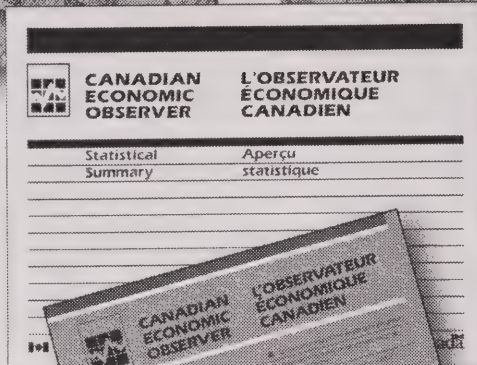 CANADIAN
ECONOMIC
OBSERVER
L'OBSERVATEUR
ÉCONOMIQUE
CANADIEN
Statistical
Summary
Aperçu
statistique
CANADIAN
ECONOMIC
OBSERVER
L'OBSERVATEUR
ÉCONOMIQUE
CANADIEN